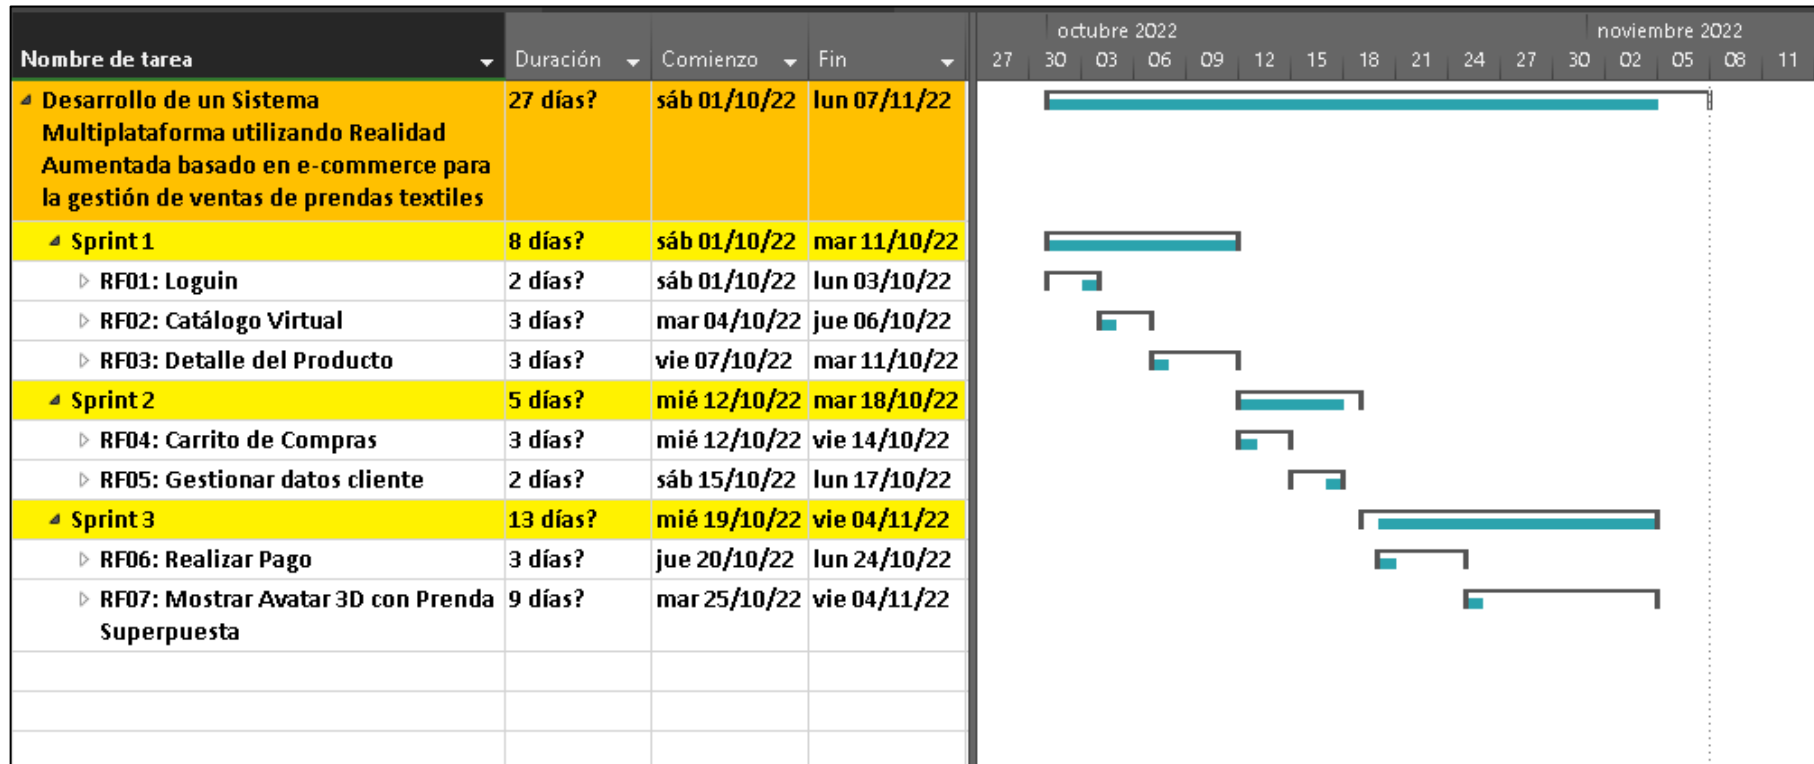 octubre 2022 noviembre 2022
Nombre de tarea Duración Comienzo Fin 27 30 03 06 09 12 15 18 21 24 27 30 02 05 08 11
Desarrollo de un Sistema 27 días? sáb 01/10/22 lun 07/11/22
Multiplataforma utilizando Realidad
Aumentada basado en e-commerce para
la gestión de ventas de prendas textiles
Sprint 1 8 días? sáb 01/10/22 mar 11/10/22
RF01: Loguin 2 días? sáb 01/10/22 lun 03/10/22
RF02: Catálogo Virtual 3 días? mar 04/10/22 jue 06/10/22
RF03: Detalle del Producto 3 días? vie 07/10/22 mar 11/10/22
Sprint 2 5 días? mié 12/10/22 mar 18/10/22
RF04: Carrito de Compras 3 días? mié 12/10/22 vie 14/10/22
RF05: Gestionar datos cliente 2 días? sáb 15/10/22 lun 17/10/22
Sprint 3 13 días? mié 19/10/22 vie 04/11/22
RF06: Realizar Pago 3 días? jue 20/10/22 lun 24/10/22
RF07: Mostrar Avatar 3D con Prenda 9 días? mar 25/10/22 vie 04/11/22
Superpuesta